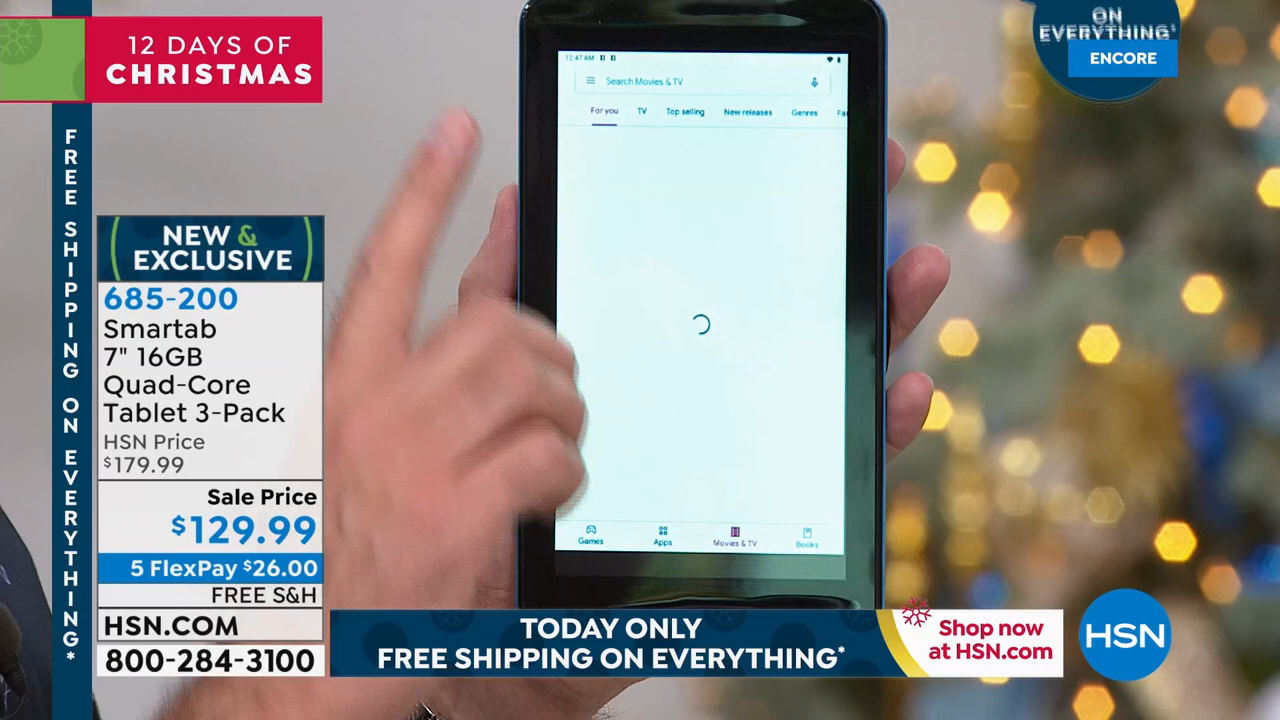 12 DAYS OF
CHRISTMAS
FREE SHIPPING ON EVERYTHING*
NEW &
EXCLUSIVE
685-200
Smartab
7" 16GB
Quad-Core
Tablet 3-Pack
HSN Price
$179.99
Sale Price
$129.99
5 FlexPay $26.00
FREE S&H
HSN.COM
800-284-3100
12:47 AM
Search Movies & TV
For you TV Top selling New releases Genres Fa
Games Apps Movies & TV Books
ON
EVERYTHING
ENCORE
TODAY ONLY
FREE SHIPPING ON EVERYTHING*
Shop now
at HSN.com
HSN